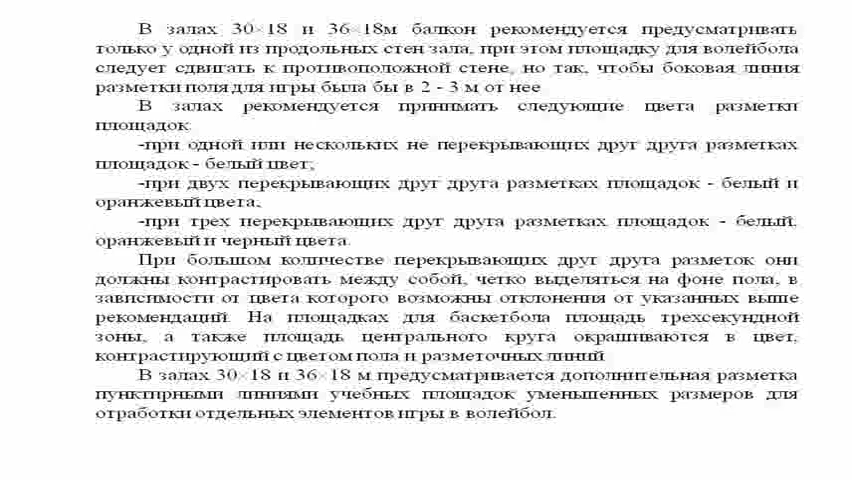 В залах 30×18 и 36×18м балкон рекомендуется предусматривать
только у одной из продольных стен зала, при этом площадку для волейбола
следует сдвигать к противоположной стене, но так, чтобы боковая линия
разметки поля для игры была бы в 2 - 3 м от нее
В залах рекомендуется принимать следующие цвета разметки
площадок:
-при одной или нескольких не перекрывающих друг друга разметках
площадок - белый цвет;
-при двух перекрывающих друг друга разметках площадок - белый и
оранжевый цвета;
-при трех перекрывающих друг друга разметках площадок - белый,
оранжевый и черный цвета.
При большом количестве перекрывающих друг друга разметок они
должны контрастировать между собой, четко выделяться на фоне пола, в
зависимости от цвета которого возможны отклонения от указанных выше
рекомендаций. На площадках для баскетбола площадь трехсекундной
зоны, а также площадь центрального круга окрашиваются в цвет,
контрастирующий с цветом пола и разметочных линий
В залах 30×18 и 36×18 м предусматривается дополнительная разметка
пунктирными линиями учебных площадок уменьшенных размеров для
отработки отдельных элементов игры в волейбол.